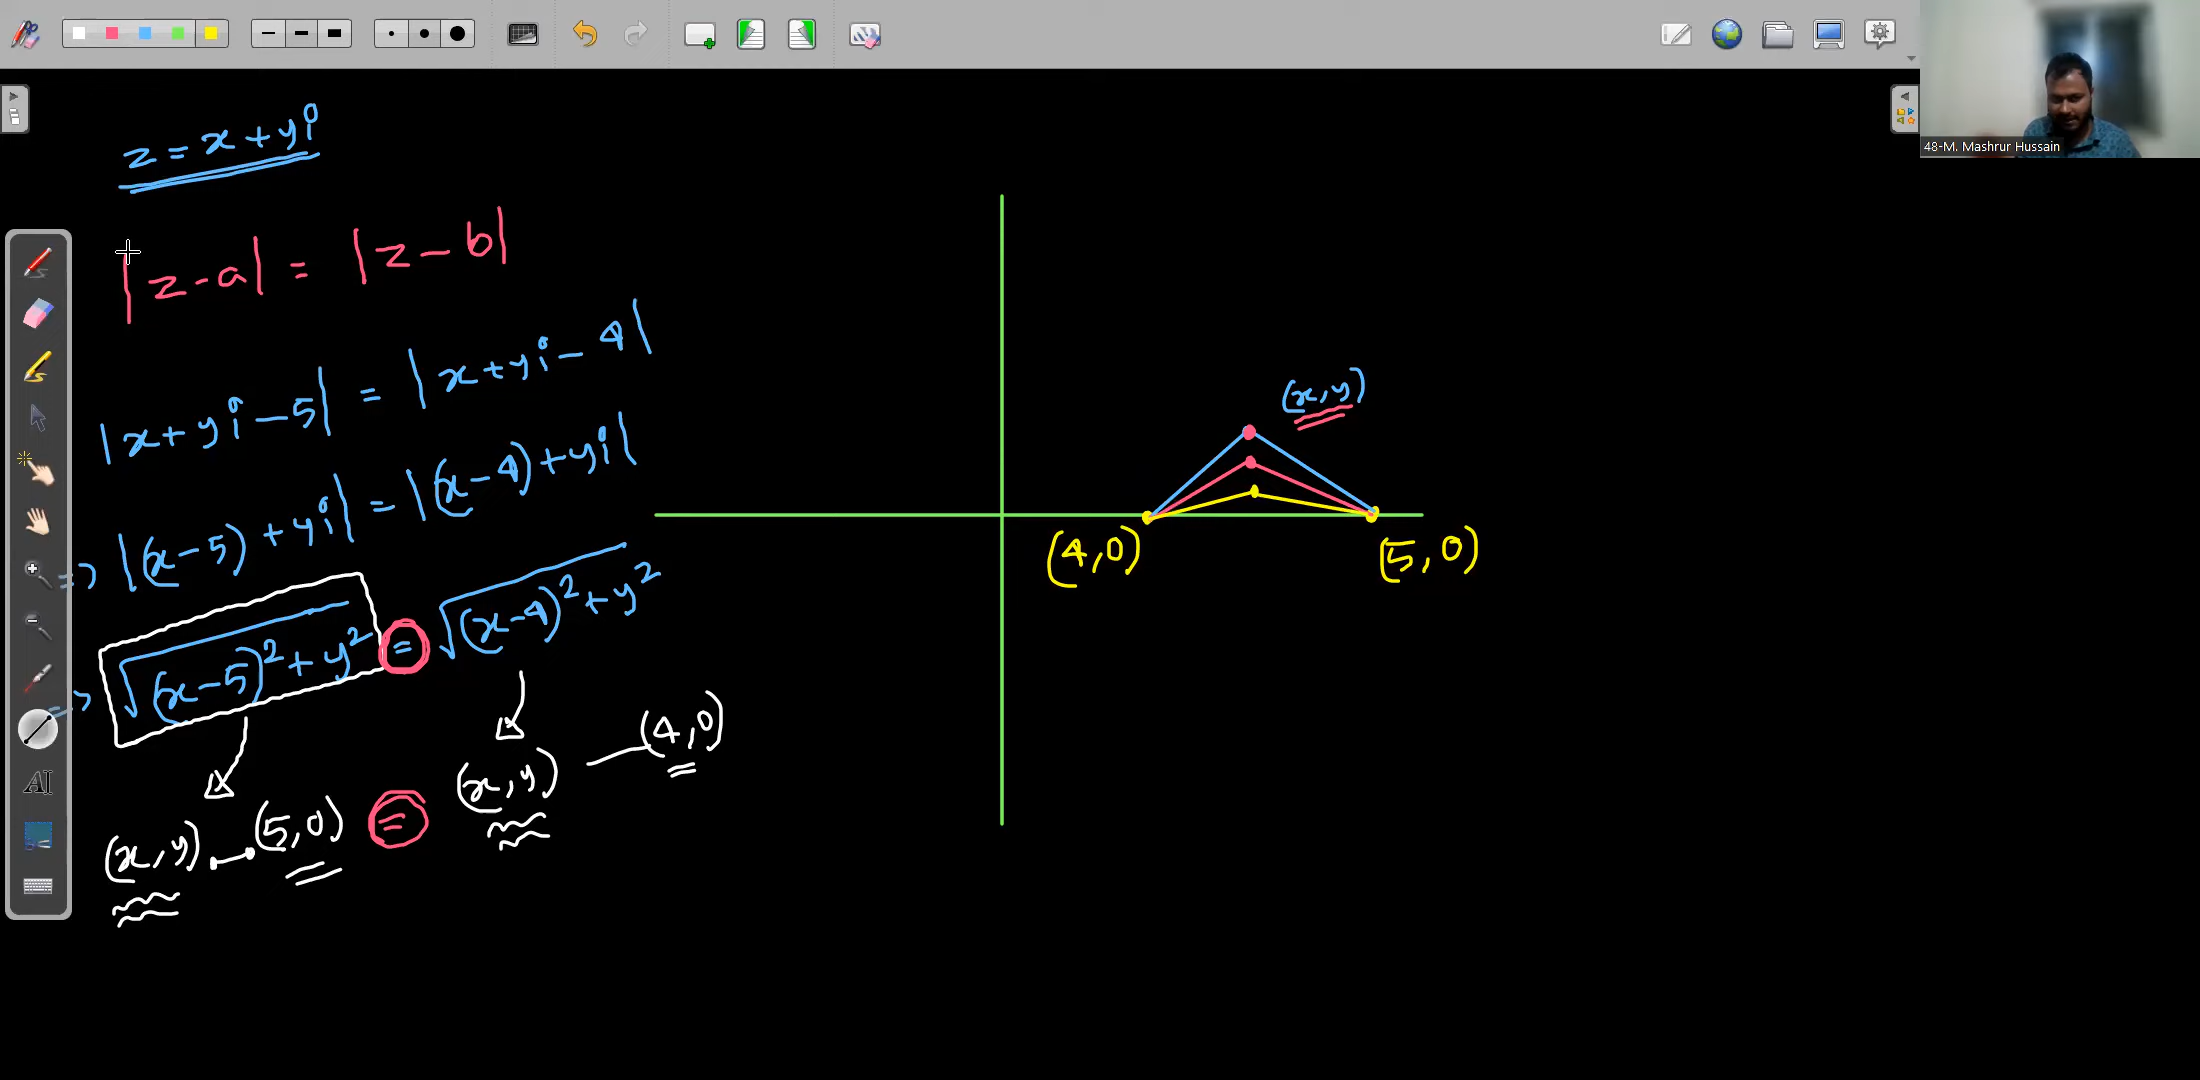 z = x + yi
|z - a| = |z - b|
|x + yi - 5| = |x + yi - 4|
=> |(x - 5) + yi| = |(x - 4) + yi|
=> √((x-5)² + y²) = √((x-4)² + y²)
(x, y) (5, 0) = (x, y) (4, 0)
(x, y)
(4, 0) (5, 0)
48-M. Mashrur Hussain
AI